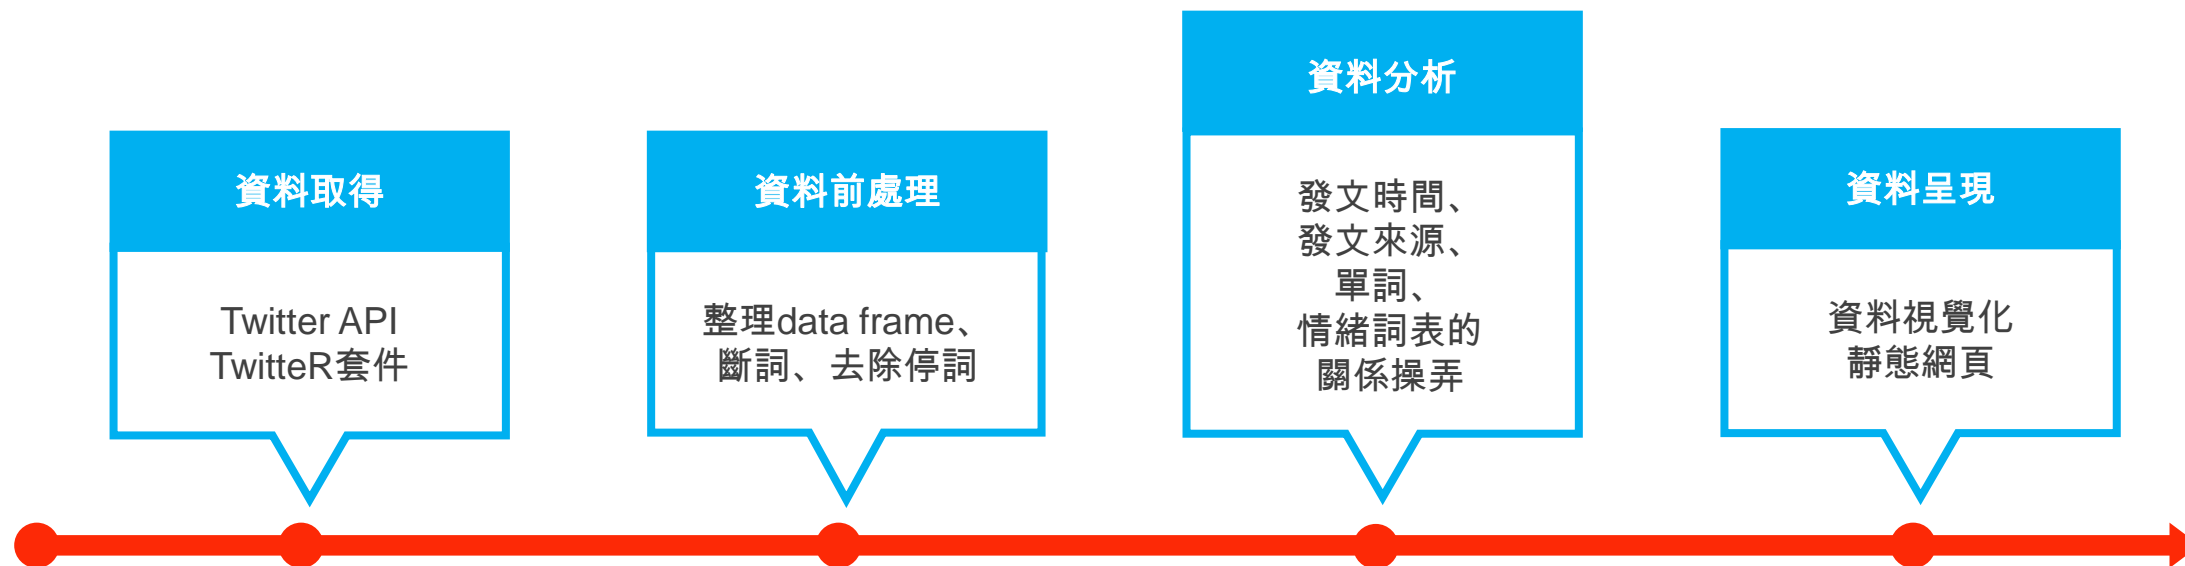 資料取得
Twitter API
TwitteR套件
資料前處理
整理data frame、
斷詞、去除停詞
資料分析
發文時間、
發文來源、
單詞、
情緒詞表的
關係操弄
資料呈現
資料視覺化
靜態網頁